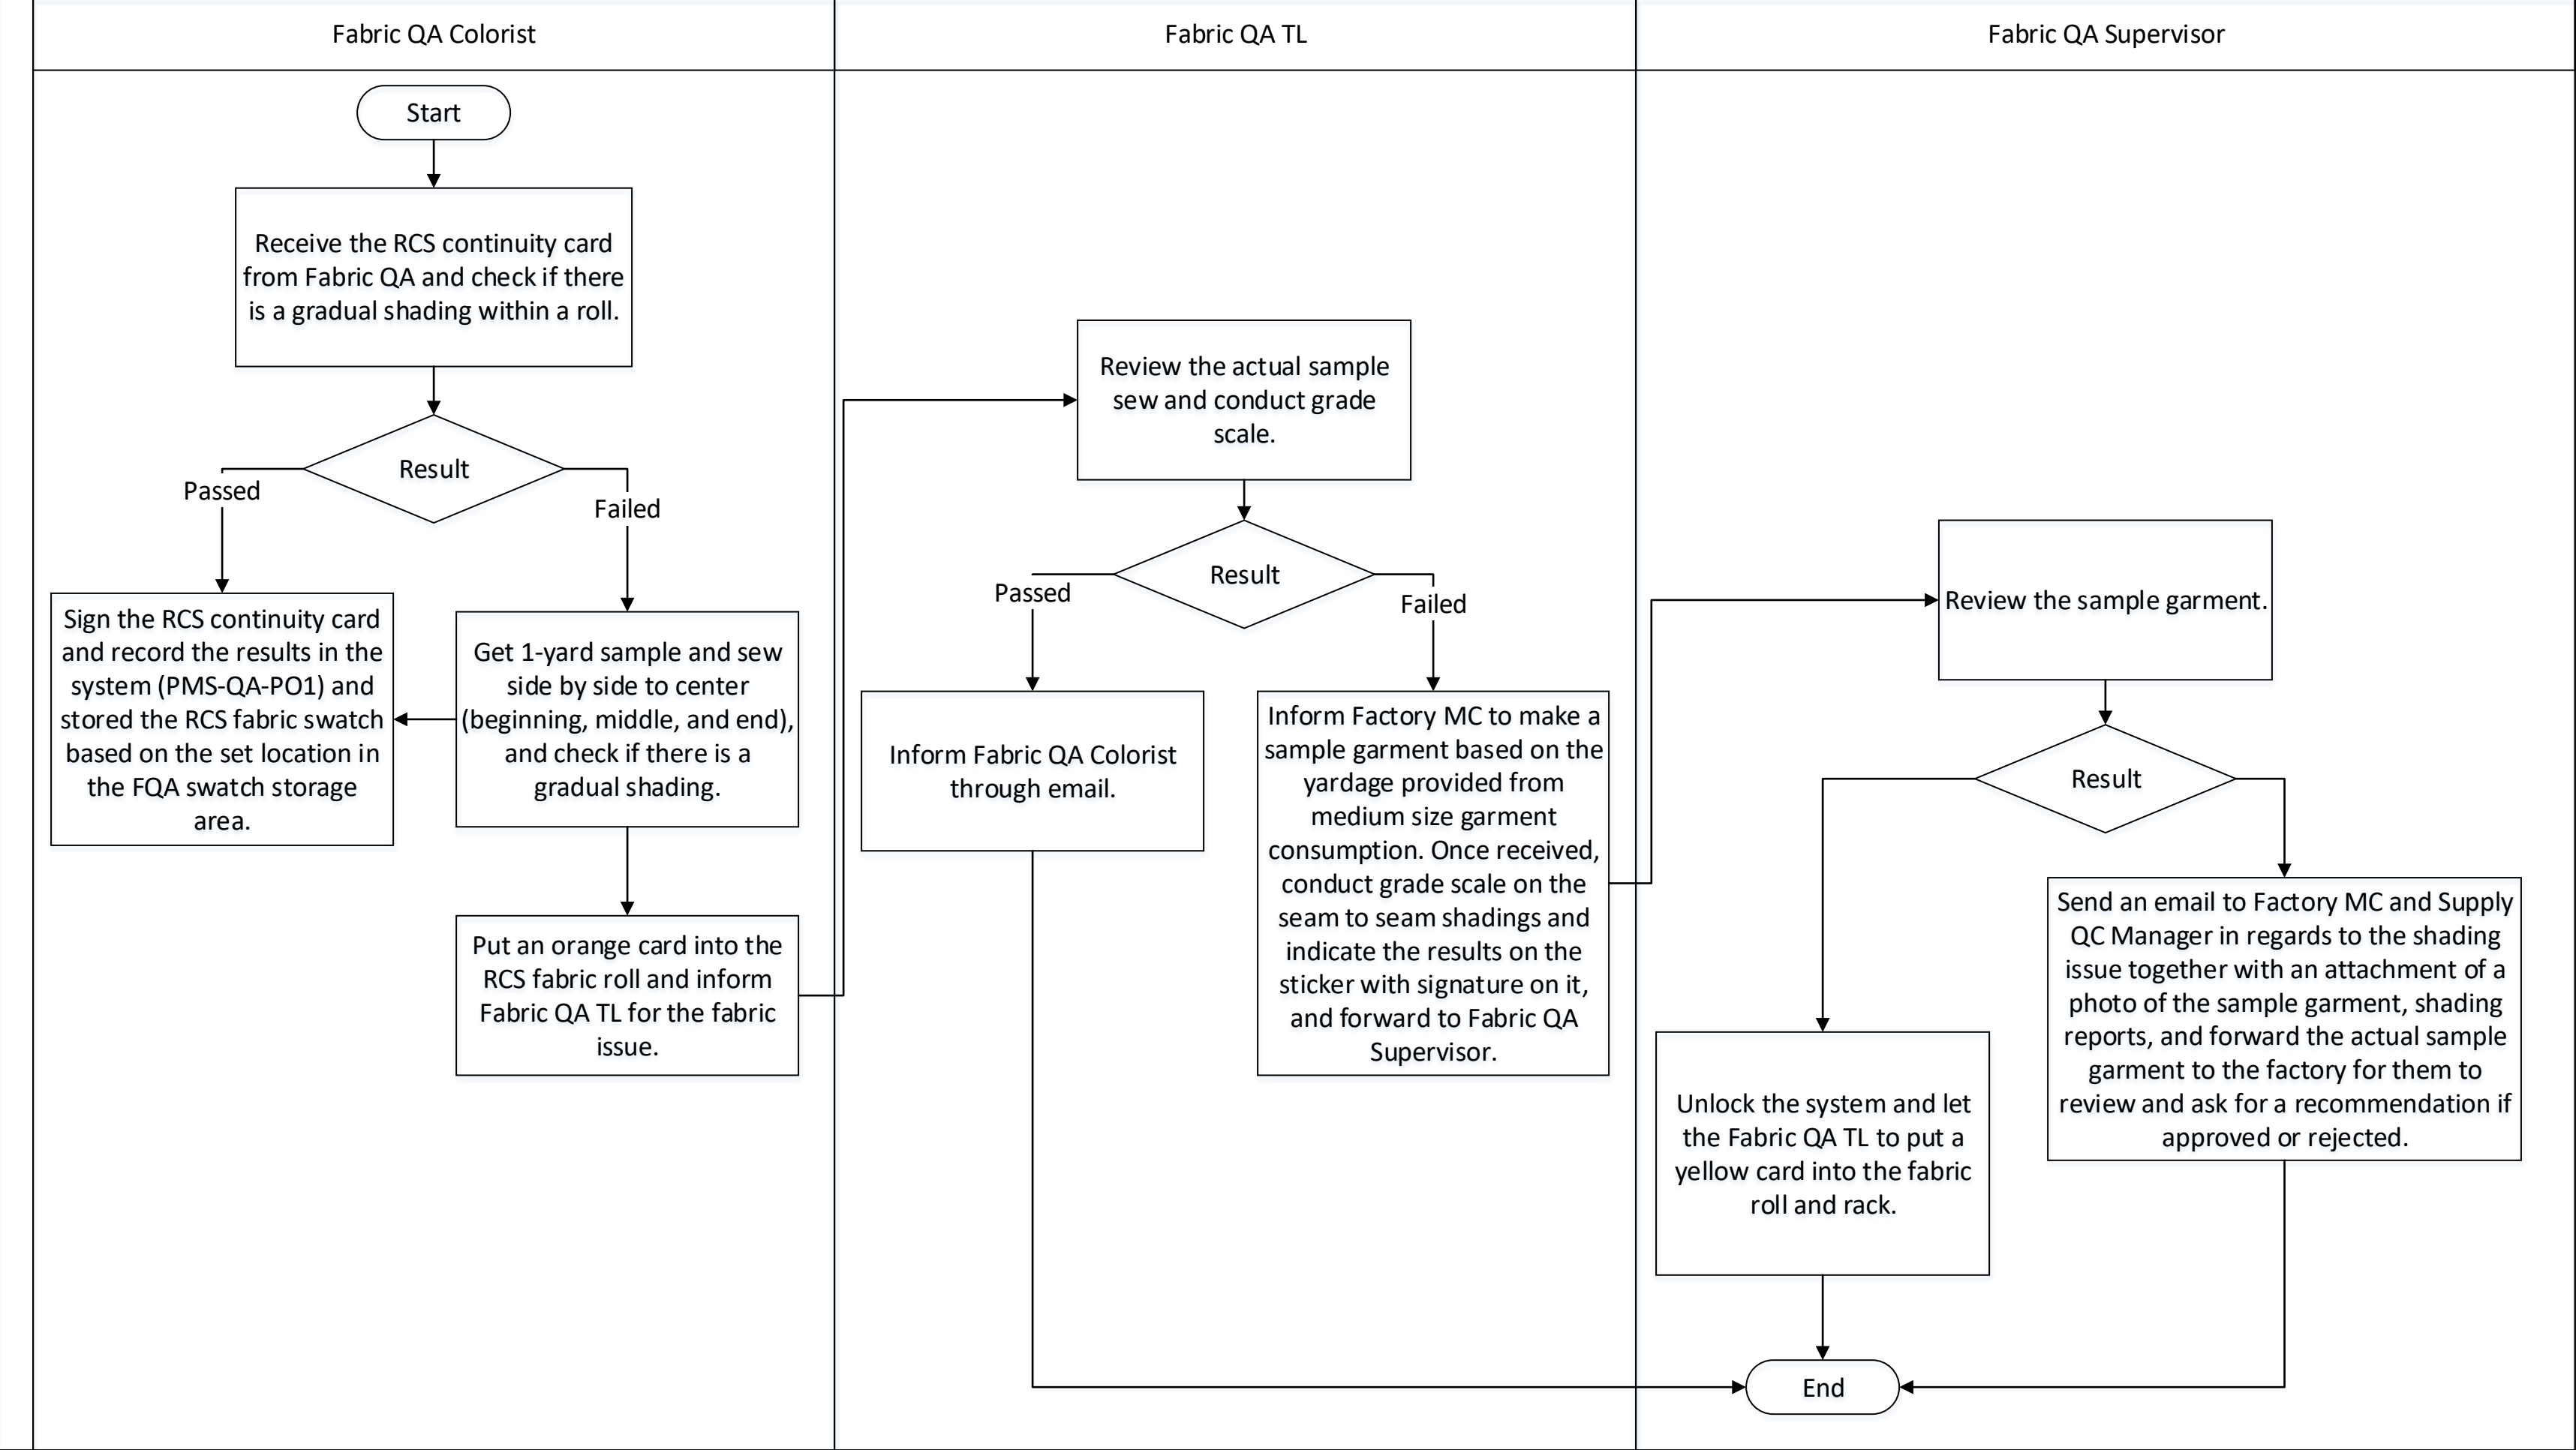 Fabric QA Colorist
Fabric QA TL
Fabric QA Supervisor
Start
Receive the RCS continuity card
from Fabric QA and check if there
is a gradual shading within a roll.
Result
Passed
Failed
Sign the RCS continuity card
and record the results in the
system (PMS-QA-PO1) and
stored the RCS fabric swatch
based on the set location in
the FQA swatch storage
area.
Get 1-yard sample and sew
side by side to center
(beginning, middle, and end),
and check if there is a
gradual shading.
Put an orange card into the
RCS fabric roll and inform
Fabric QA TL for the fabric
issue.
Review the actual sample
sew and conduct grade
scale.
Result
Passed
Failed
Inform Fabric QA Colorist
through email.
Inform Factory MC to make a
sample garment based on the
yardage provided from
medium size garment
consumption. Once received,
conduct grade scale on the
seam to seam shadings and
indicate the results on the
sticker with signature on it,
and forward to Fabric QA
Supervisor.
Review the sample garment.
Result
Unlock the system and let
the Fabric QA TL to put a
yellow card into the fabric
roll and rack.
Send an email to Factory MC and Supply
QC Manager in regards to the shading
issue together with an attachment of a
photo of the sample garment, shading
reports, and forward the actual sample
garment to the factory for them to
review and ask for a recommendation if
approved or rejected.
End